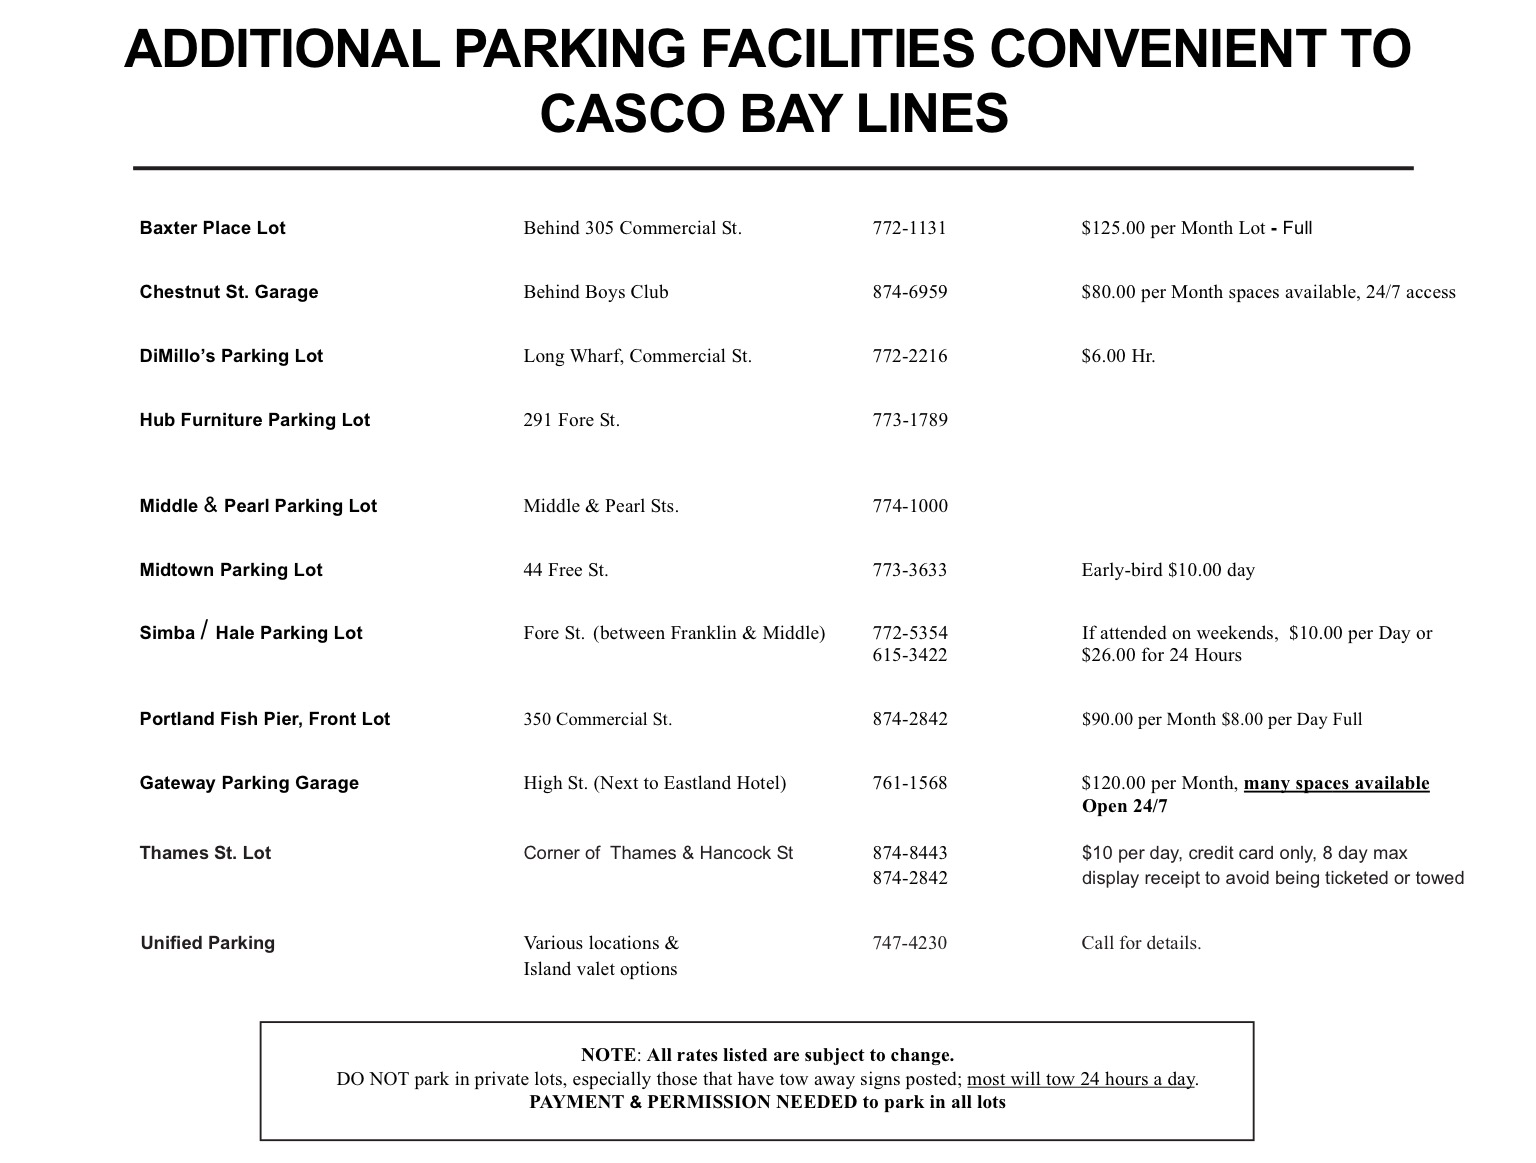 ADDITIONAL PARKING FACILITIES CONVENIENT TO
CASCO BAY LINES
Baxter Place Lot Behind 305 Commercial St. 772-1131 $125.00 per Month Lot - Full
Chestnut St. Garage Behind Boys Club 874-6959 $80.00 per Month spaces available, 24/7 access
DiMillo’s Parking Lot Long Wharf, Commercial St. 772-2216 $6.00 Hr.
Hub Furniture Parking Lot 291 Fore St. 773-1789
Middle & Pearl Parking Lot Middle & Pearl Sts. 774-1000
Midtown Parking Lot 44 Free St. 773-3633 Early-bird $10.00 day
Simba / Hale Parking Lot Fore St. (between Franklin & Middle) 772-5354 If attended on weekends, $10.00 per Day or
615-3422 $26.00 for 24 Hours
Portland Fish Pier, Front Lot 350 Commercial St. 874-2842 $90.00 per Month $8.00 per Day Full
Gateway Parking Garage High St. (Next to Eastland Hotel) 761-1568 $120.00 per Month, many spaces available
Open 24/7
Thames St. Lot Corner of Thames & Hancock St 874-8443 $10 per day, credit card only, 8 day max
874-2842 display receipt to avoid being ticketed or towed
Unified Parking Various locations & 747-4230 Call for details.
Island valet options
NOTE: All rates listed are subject to change.
DO NOT park in private lots, especially those that have tow away signs posted; most will tow 24 hours a day.
PAYMENT & PERMISSION NEEDED to park in all lots